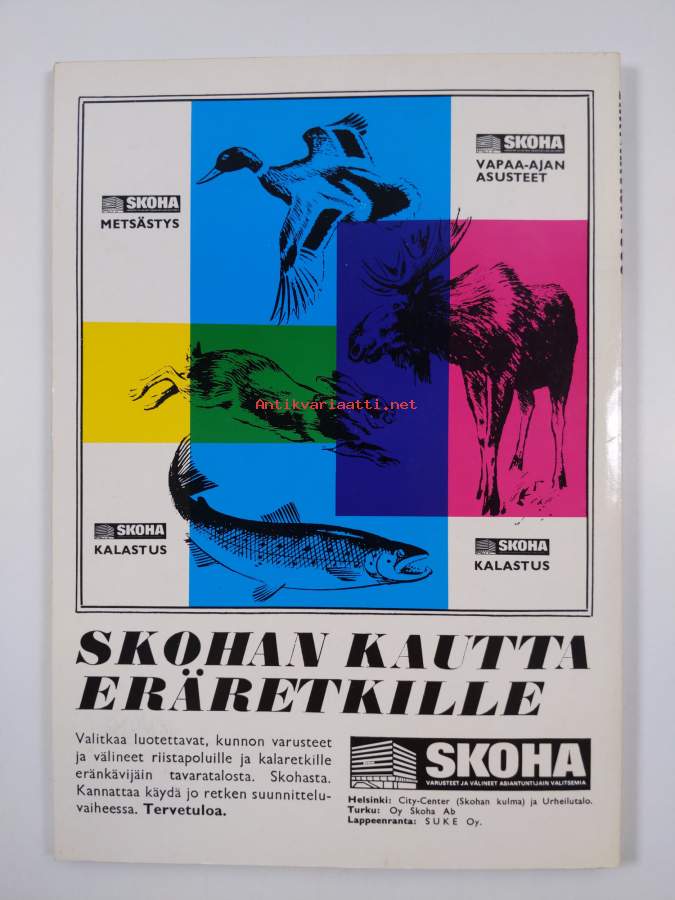 SKOHA
VAPAA-AJAN
ASUSTEET
SKOHA
METSÄSTYS
Antikvariaatti.net
SKOHA
KALASTUS
SKOHA
KALASTUS
SKOHAN KAUTTA
ERÄRETKILLE
Valitkaa luotettavat, kunnon varusteet
ja välineet riistapoluille ja kalaretkille
eränkävijäin tavaratalosta. Skohasta.
Kannattaa käydä jo retken suunnittelu-
vaiheessa. Tervetuloa.
SKOHA
VARUSTEET JA VÄLINEET ASIANTUNTIJAIN VALITSEMIA
Helsinki: City-Center (Skohan kulma) ja Urheilutalo.
Turku: Oy Skoha Ab
Lappeenranta: SUKE Oy.